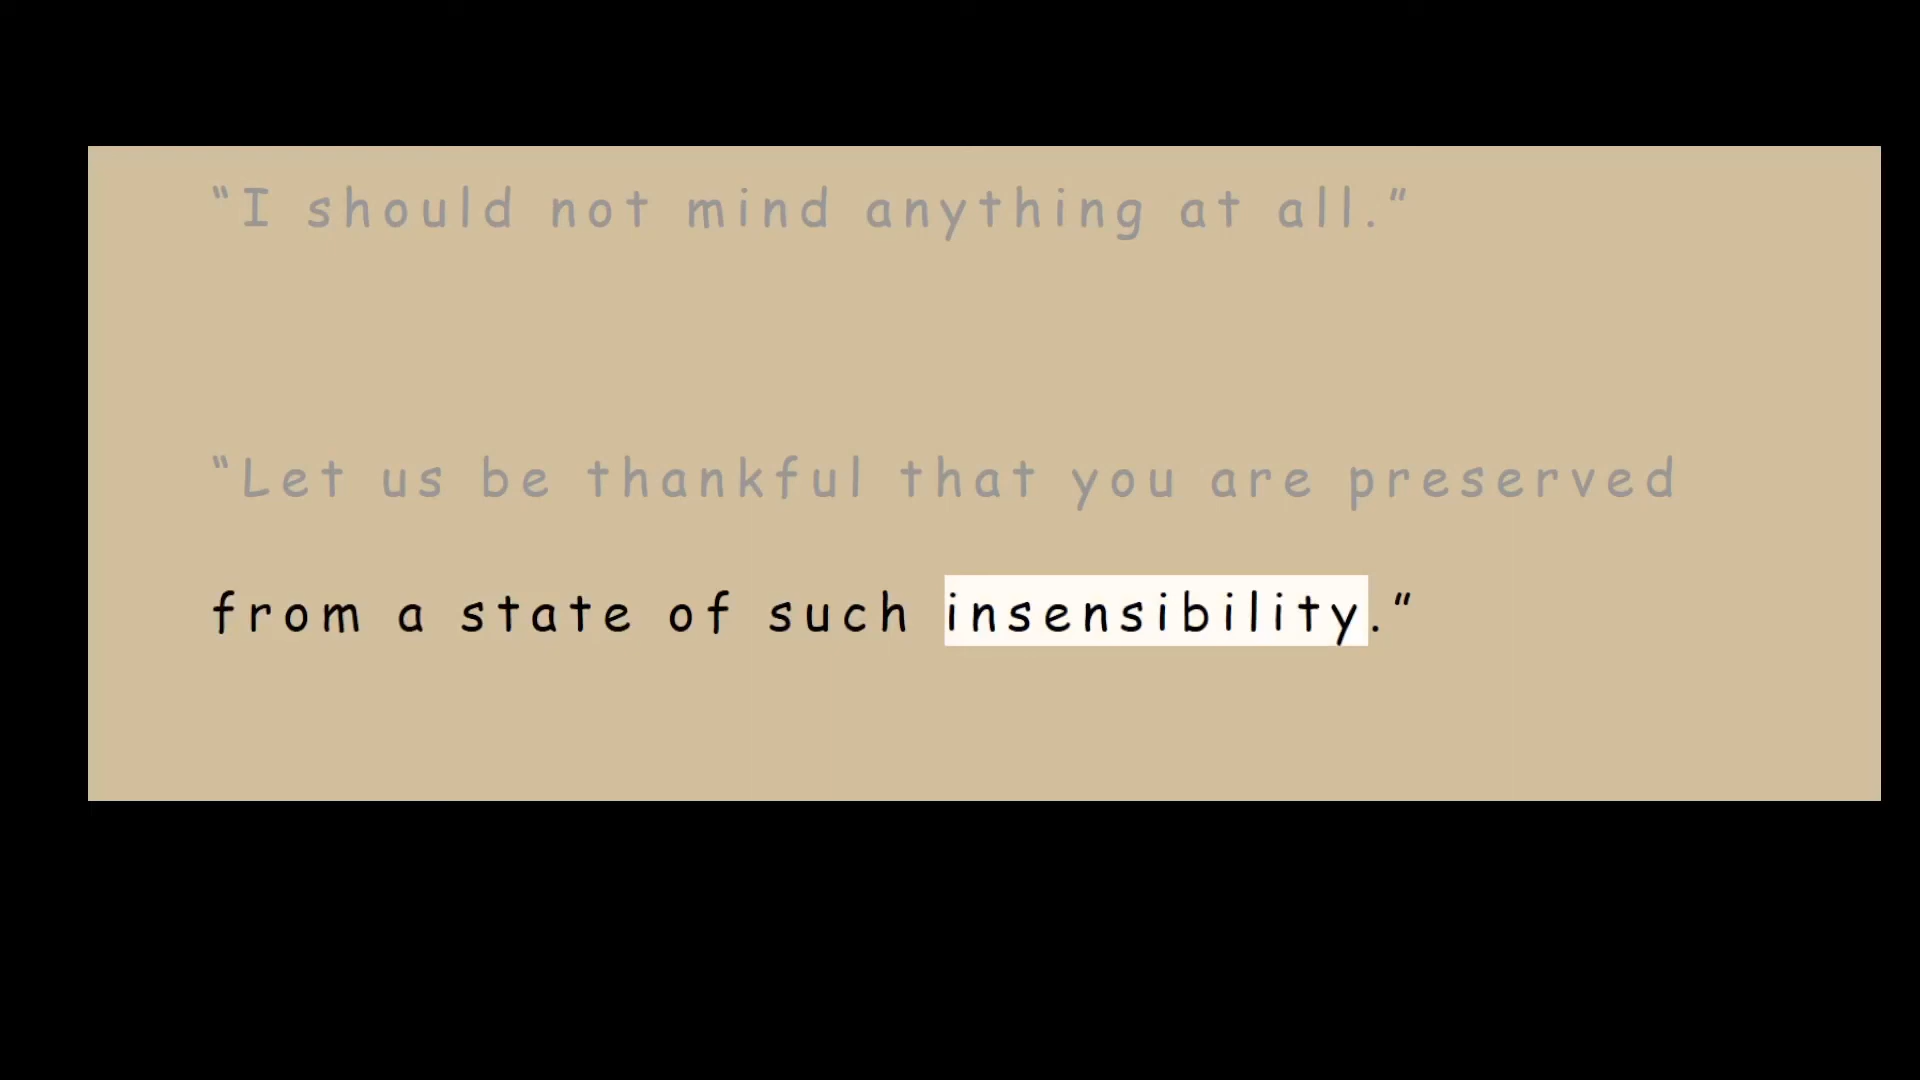 “I should not mind anything at all.”
“Let us be thankful that you are preserved
from a state of such insensibility.”